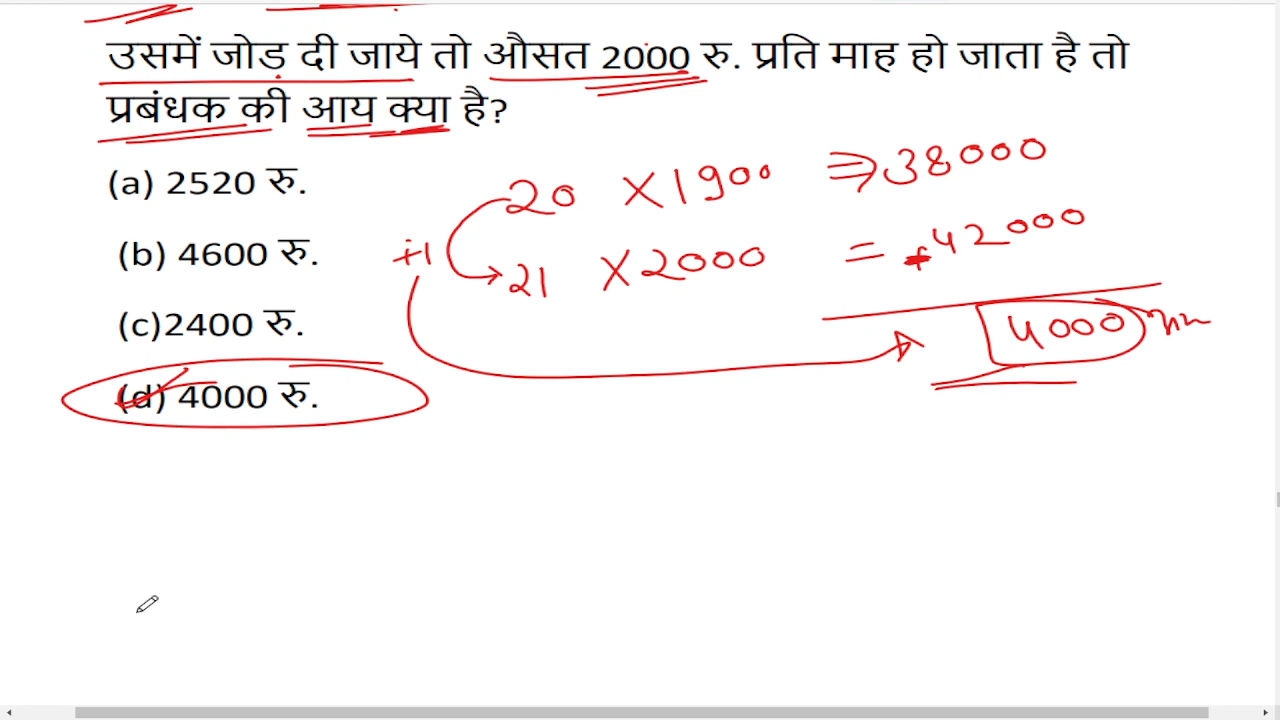 उसमें जोड़ दी जाये तो औसत 2000 रु. प्रति माह हो जाता है तो
प्रबंधक की आय क्या है?
(a) 2520 रु.
20 X 1900 ⇒ 38000
(b) 4600 रु.
+1
21 X 2000 = 42000
(c)2400 रु.
4000
(d) 4000 रु.